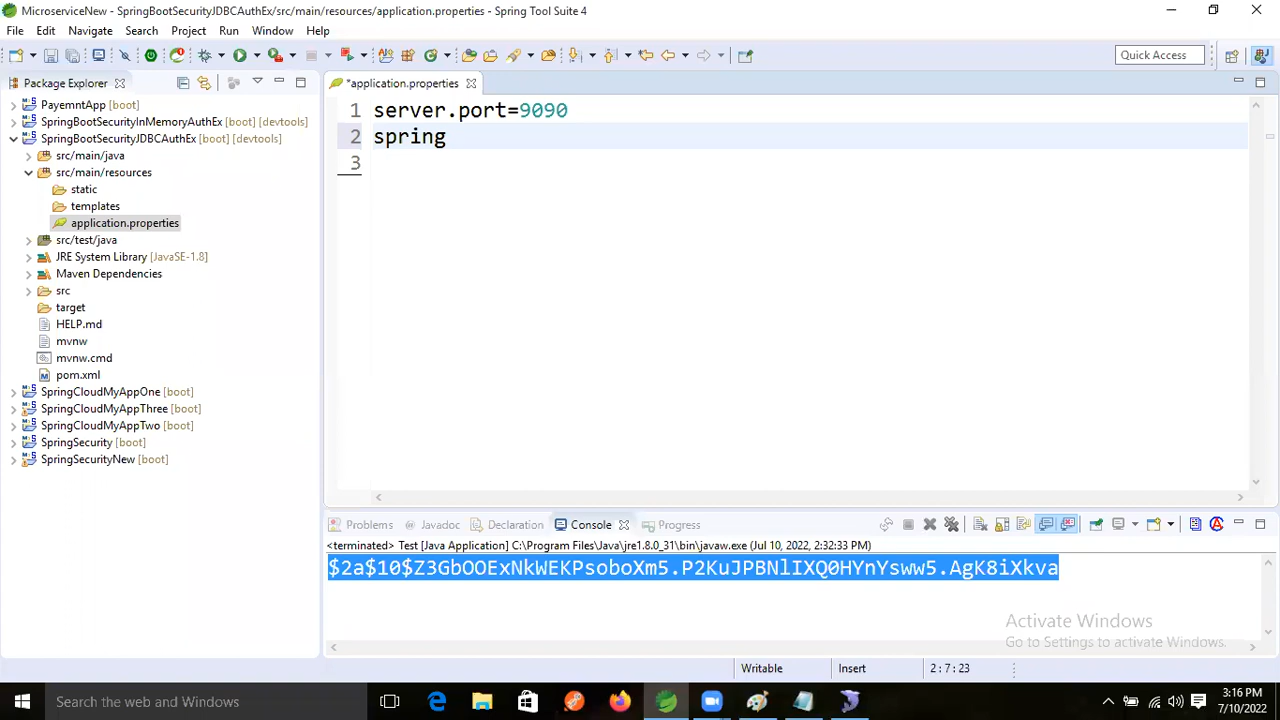 MicroserviceNew - SpringBootSecurityJDBCAuthEx/src/main/resources/application.properties - Spring Tool Suite 4
File Edit Navigate Search Project Run Window Help
Quick Access
Package Explorer
*application.properties
PayemntApp [boot]
SpringBootSecurityInMemoryAuthEx [boot] [devtools]
SpringBootSecurityJDBCAuthEx [boot] [devtools]
src/main/java
src/main/resources
static
templates
application.properties
src/test/java
JRE System Library [JavaSE-1.8]
Maven Dependencies
src
target
HELP.md
mvnw
mvnw.cmd
pom.xml
SpringCloudMyAppOne [boot]
SpringCloudMyAppThree [boot]
SpringCloudMyAppTwo [boot]
SpringSecurity [boot]
SpringSecurityNew [boot]
1 server.port=9090
2 spring
3
Problems @ Javadoc Declaration Console Progress
<terminated> Test [Java Application] C:\Program Files\Java\jre1.8.0_31\bin\javaw.exe (Jul 10, 2022, 2:32:33 PM)
$2a$10$Z3GbOOExNkWEKPsoboXm5.P2KuJPBNlIXQ0HYnYsww5.AgK8iXkva
Activate Windows
Go to Settings to activate Windows.
Writable Insert 2 : 7 : 23
Search the web and Windows
3:16 PM
7/10/2022